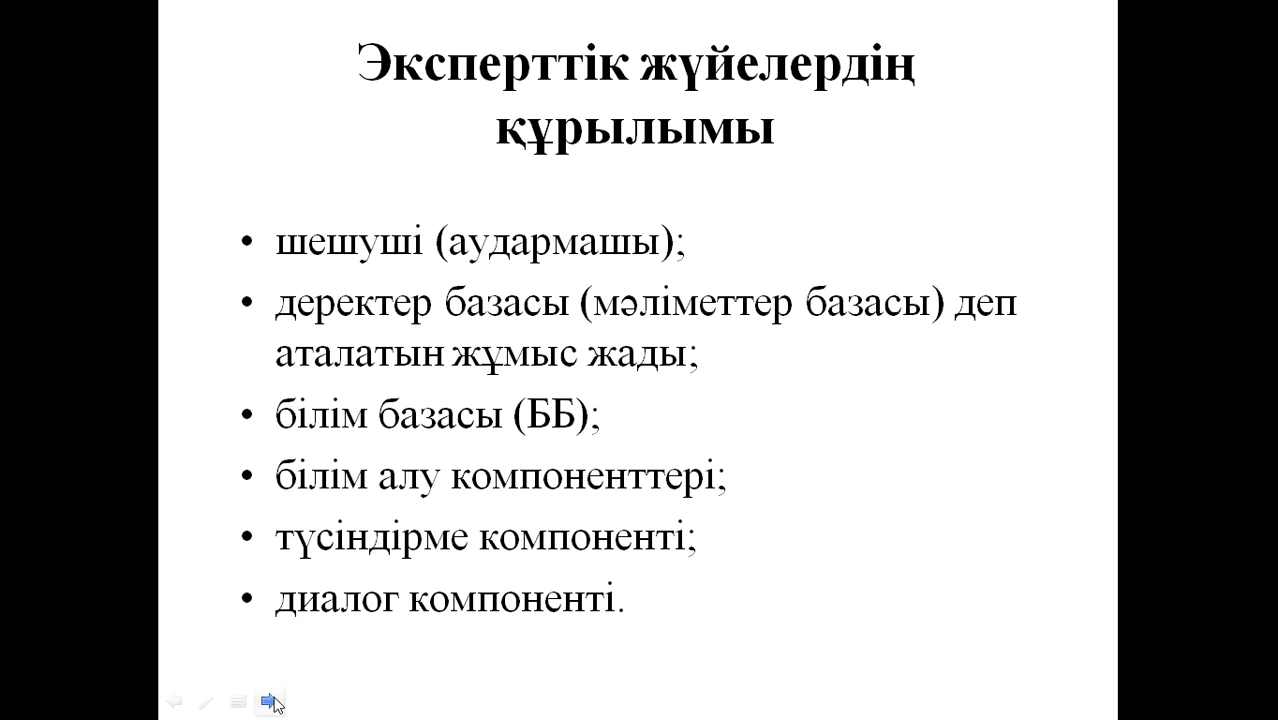 Эксперттік жүйелердің
құрылымы
• шешуші (аудармашы);
• деректер базасы (мәліметтер базасы) деп
аталатын жұмыс жады;
• білім базасы (ББ);
• білім алу компоненттері;
• түсіндірме компоненті;
• диалог компоненті.